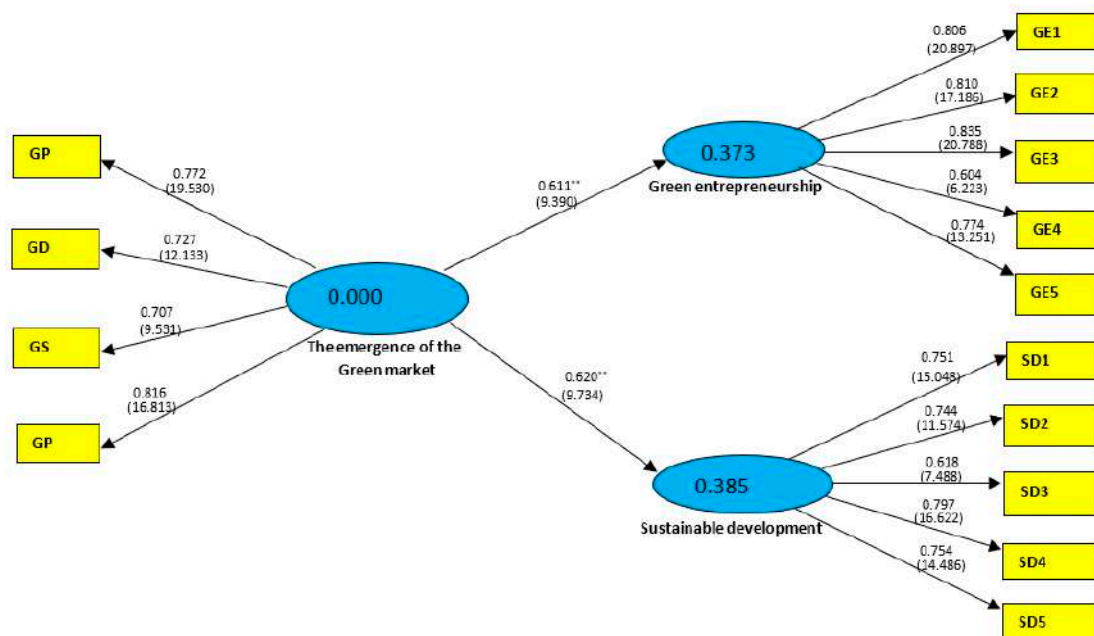 GP
0.772
(19.530)
GD
0.727
(12.133)
GS
0.707
(9.531)
GP
0.816
(16.813)
0.000
The emergence of the
Green market
0.611**
(9.390)
0.620**
(9.734)
0.373
Green entrepreneurship
0.806
(20.897)
GE1
0.810
(17.186)
GE2
0.835
(20.788)
GE3
0.604
(6.223)
GE4
0.774
(13.251)
GE5
0.385
Sustainable development
0.751
(15.048)
SD1
0.744
(11.574)
SD2
0.618
(7.488)
SD3
0.797
(16.622)
SD4
0.754
(14.486)
SD5